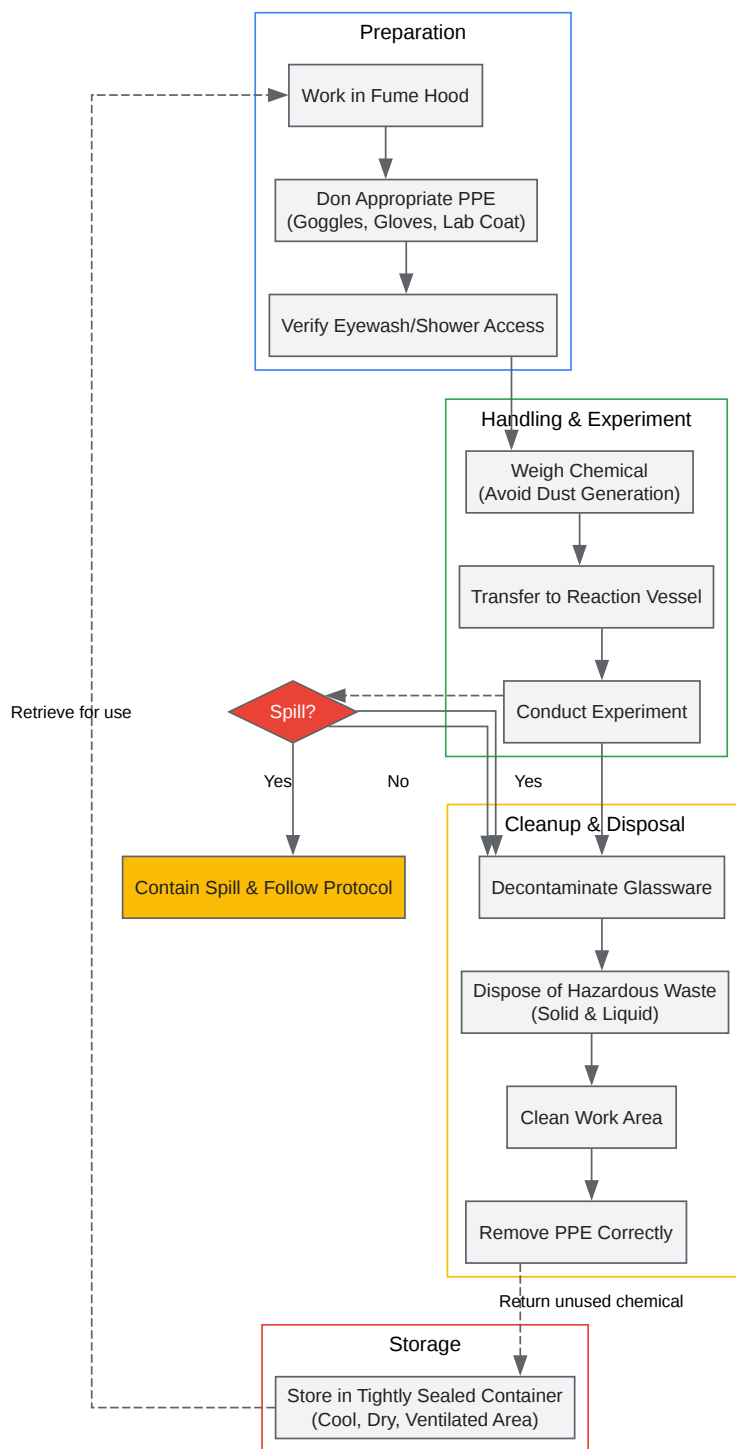 Preparation
Work in Fume Hood
Don Appropriate PPE
(Goggles, Gloves, Lab Coat)
Verify Eyewash/Shower Access
Handling & Experiment
Weigh Chemical
(Avoid Dust Generation)
Transfer to Reaction Vessel
Retrieve for use
Spill?
Conduct Experiment
Yes
No
Yes
Cleanup & Disposal
Contain Spill & Follow Protocol
Decontaminate Glassware
Dispose of Hazardous Waste
(Solid & Liquid)
Clean Work Area
Remove PPE Correctly
Return unused chemical
Storage
Store in Tightly Sealed Container
(Cool, Dry, Ventilated Area)